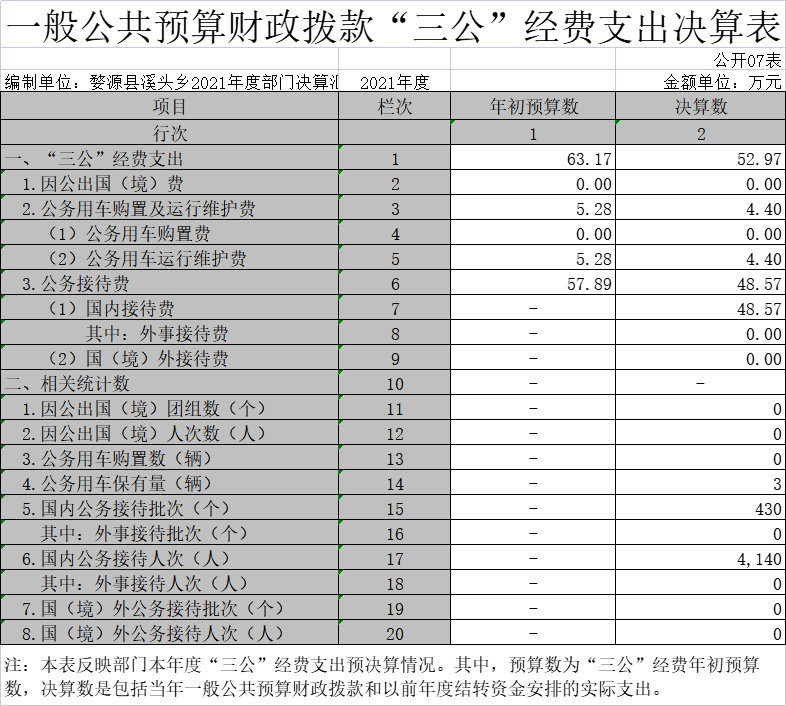 一般公共预算财政拨款“三公”经费支出决算表
公开07表
编制单位：婺源县溪头乡2021年度部门决算汇 2021年度 金额单位：万元
项目 栏次 年初预算数 决算数
行次 1 2
一、“三公”经费支出 1 63.17 52.97
1.因公出国（境）费 2 0.00 0.00
2.公务用车购置及运行维护费 3 5.28 4.40
（1）公务用车购置费 4 0.00 0.00
（2）公务用车运行维护费 5 5.28 4.40
3.公务接待费 6 57.89 48.57
（1）国内接待费 7 - 48.57
其中：外事接待费 8 - 0.00
（2）国（境）外接待费 9 - 0.00
二、相关统计数 10 - -
1.因公出国（境）团组数（个） 11 - 0
2.因公出国（境）人次数（人） 12 - 0
3.公务用车购置数（辆） 13 - 0
4.公务用车保有量（辆） 14 - 3
5.国内公务接待批次（个） 15 - 430
其中：外事接待批次（个） 16 - 0
6.国内公务接待人次（人） 17 - 4,140
其中：外事接待人次（人） 18 - 0
7.国（境）外公务接待批次（个） 19 - 0
8.国（境）外公务接待人次（人） 20 - 0
注：本表反映部门本年度“三公”经费支出预决算情况。其中，预算数为“三公”经费年初预算
数，决算数是包括当年一般公共预算财政拨款和以前年度结转资金安排的实际支出。